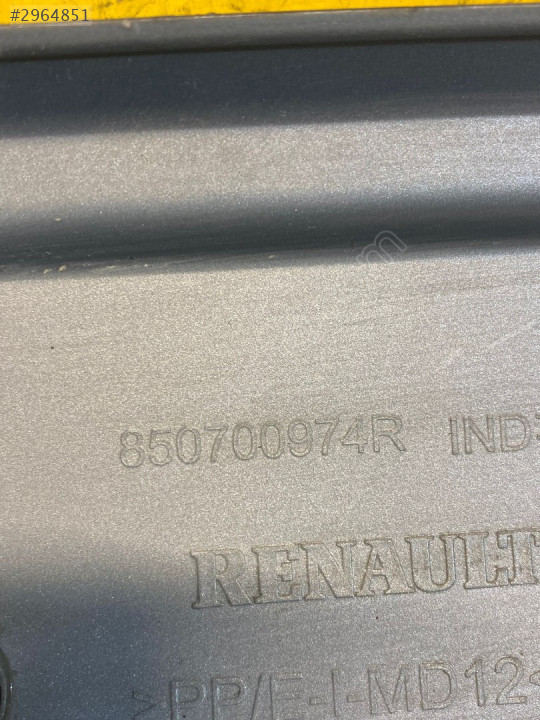 #2964851
850700974R IND
RENAULT
>PP/E-I-MD12<